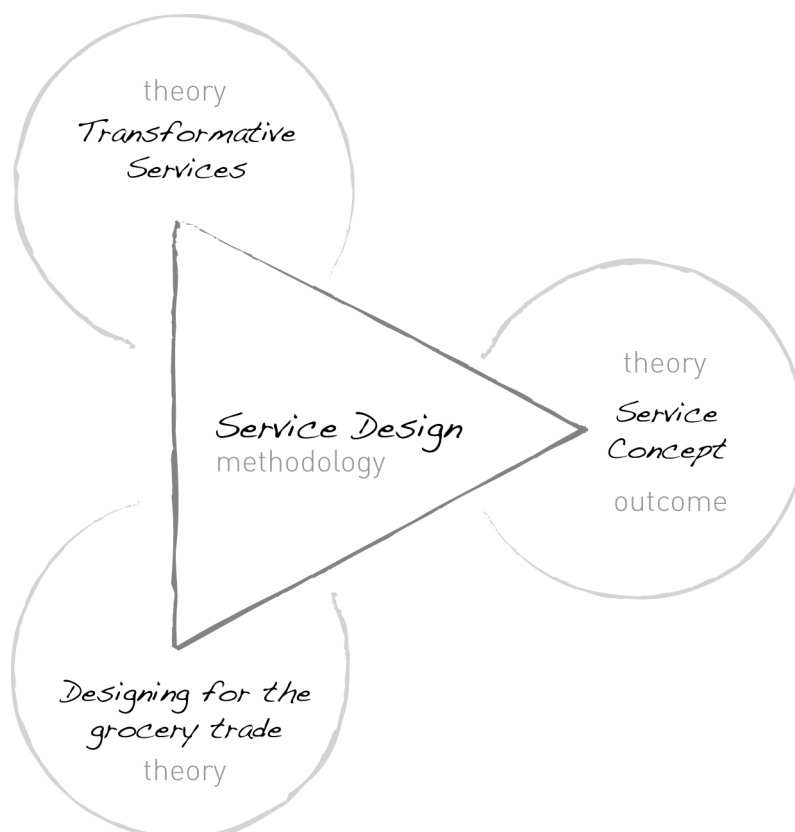 theory
Transformative
Services
theory
Service
Concept
outcome
Service Design
methodology
Designing for the
grocery trade
theory